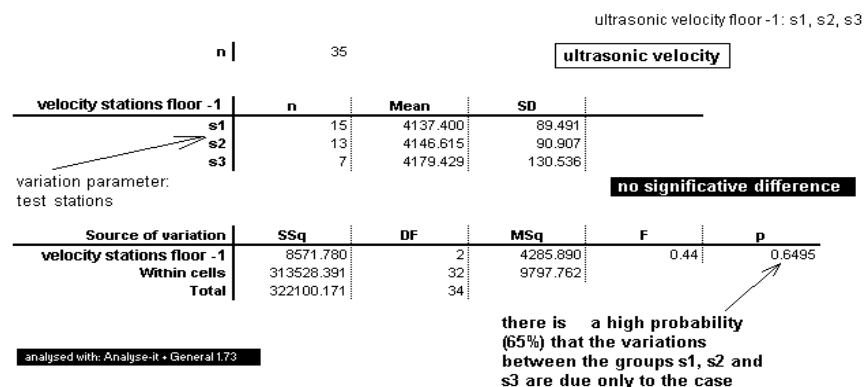 ultrasonic velocity floor -1: s1, s2, s3
n 35
ultrasonic velocity
velocity stations floor -1 n Mean SD
s1 15 4137.400 89.491
s2 13 4146.615 90.907
s3 7 4179.429 130.536
variation parameter:
test stations
no significative difference
Source of variation SSq DF MSq F p
velocity stations floor -1 8571.780 2 4285.890 0.44 0.6495
Within cells 313528.391 32 9797.762
Total 322100.171 34
there is a high probability
(65%) that the variations
between the groups s1, s2 and
s3 are due only to the case
analysed with: Analyse-it + General 1.73